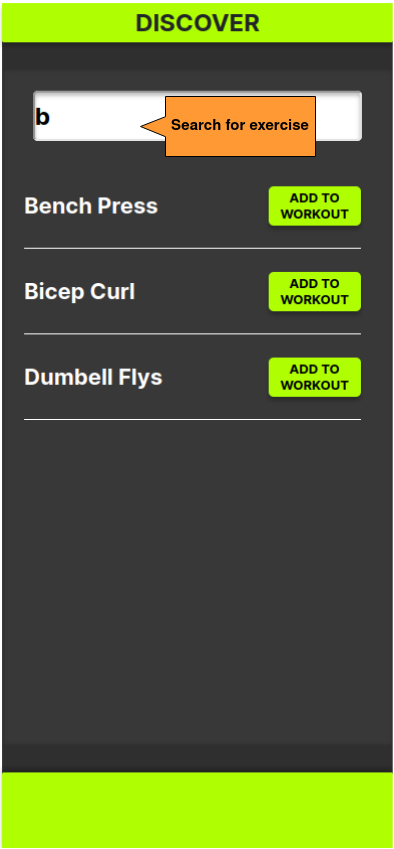 DISCOVER
b
Search for exercise
Bench Press
ADD TO
WORKOUT
Bicep Curl
ADD TO
WORKOUT
Dumbell Flys
ADD TO
WORKOUT